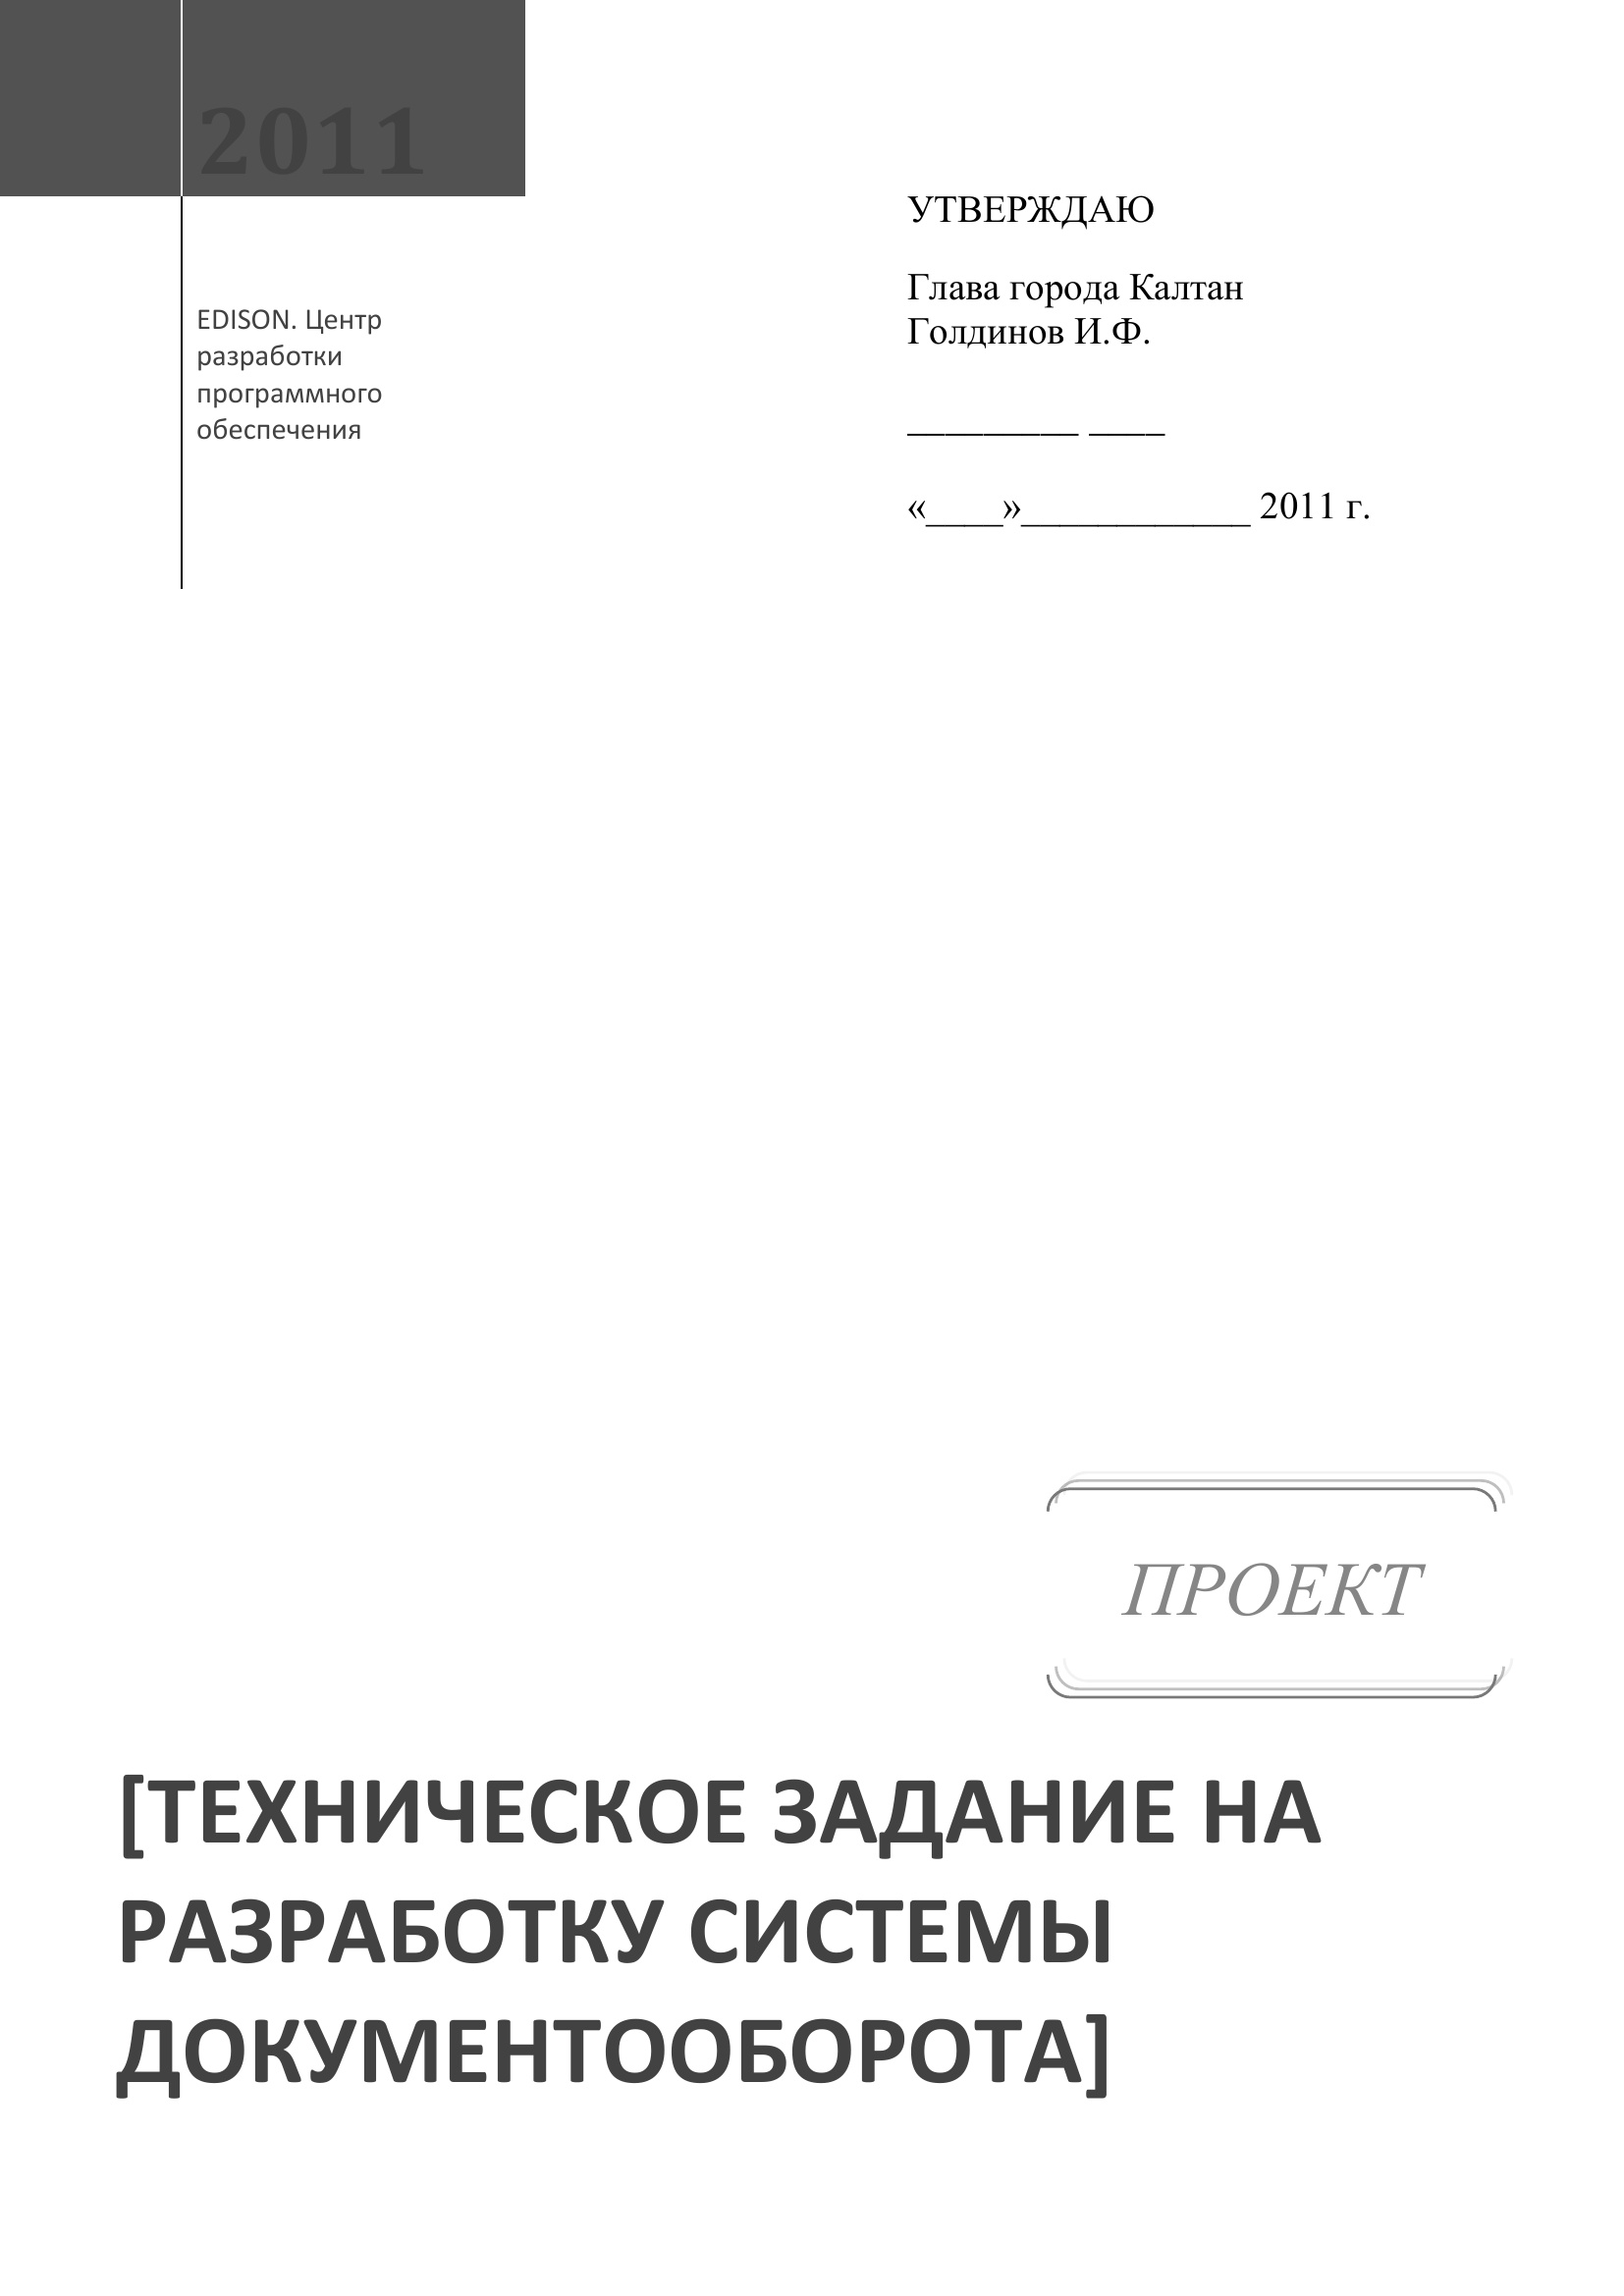 2011
EDISON. Центр
разработки
программного
обеспечения
УТВЕРЖДАЮ
Глава города Калтан
Голдинов И.Ф.
_________ ____
«____»____________ 2011 г.
ПРОЕКТ
[ТЕХНИЧЕСКОЕ ЗАДАНИЕ НА
РАЗРАБОТКУ СИСТЕМЫ
ДОКУМЕНТООБОРОТА]